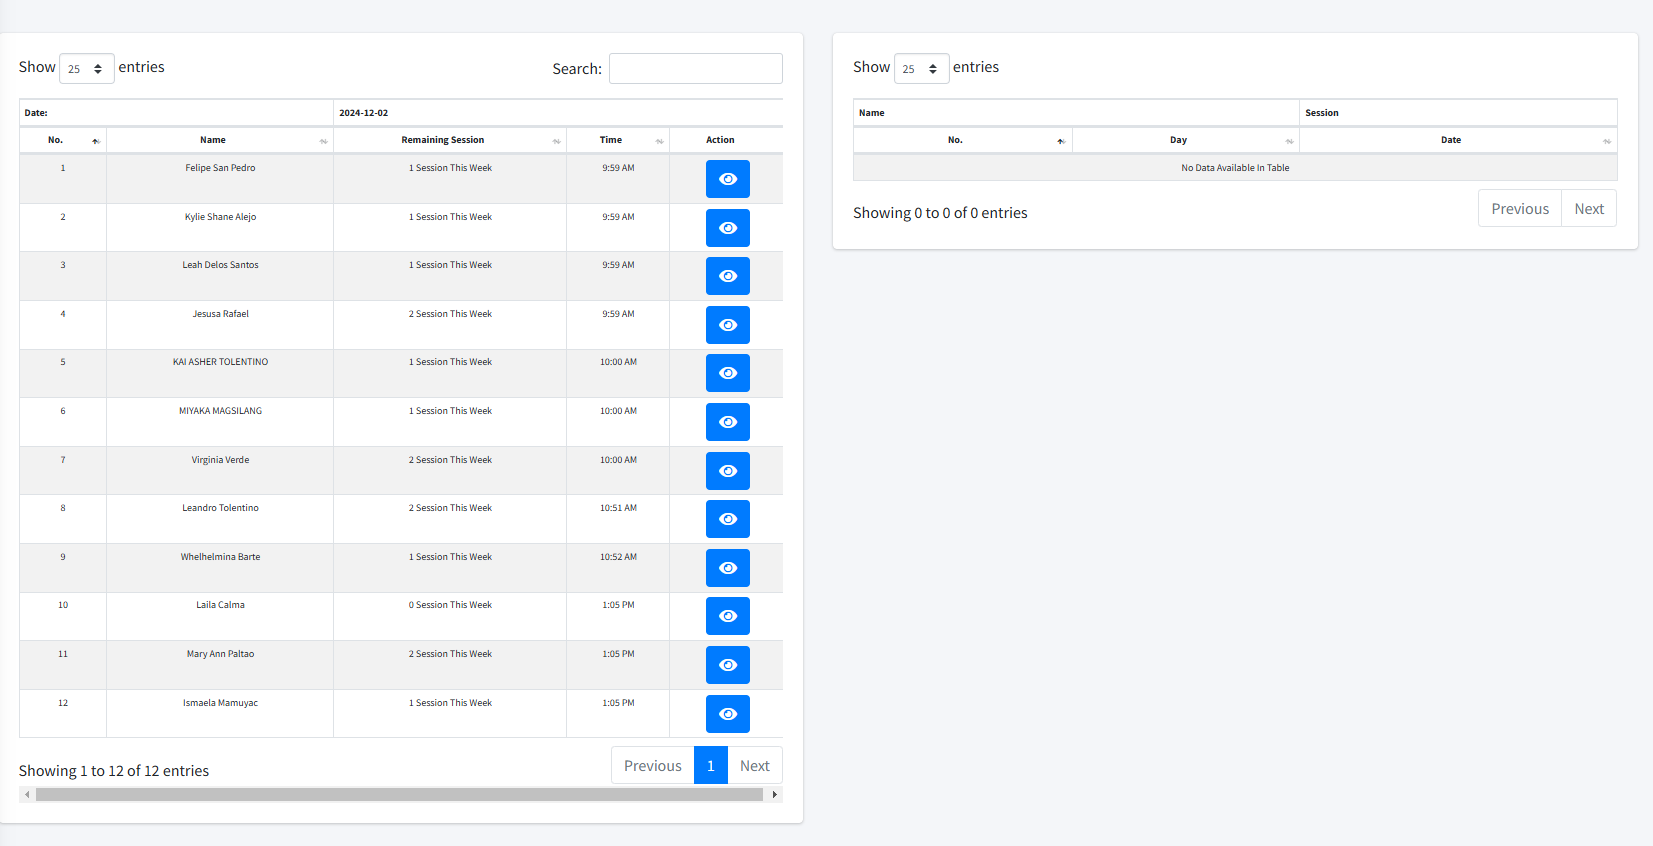 Show 25 entries
Search:
Date: 2024-12-02
No. Name Remaining Session Time Action
1 Felipe San Pedro 1 Session This Week 9:59 AM
2 Kylie Shane Alejo 1 Session This Week 9:59 AM
3 Leah Delos Santos 1 Session This Week 9:59 AM
4 Jesusa Rafael 2 Session This Week 9:59 AM
5 KAI ASHER TOLENTINO 1 Session This Week 10:00 AM
6 MIYAKA MAGSILANG 1 Session This Week 10:00 AM
7 Virginia Verde 2 Session This Week 10:00 AM
8 Leandro Tolentino 2 Session This Week 10:51 AM
9 Whelhelmina Barte 1 Session This Week 10:52 AM
10 Laila Calma 0 Session This Week 1:05 PM
11 Mary Ann Paltao 2 Session This Week 1:05 PM
12 Ismaela Mamuyac 1 Session This Week 1:05 PM
Showing 1 to 12 of 12 entries
Previous 1 Next
Show 25 entries
Name Session
No. Day Date
No Data Available In Table
Showing 0 to 0 of 0 entries
Previous Next